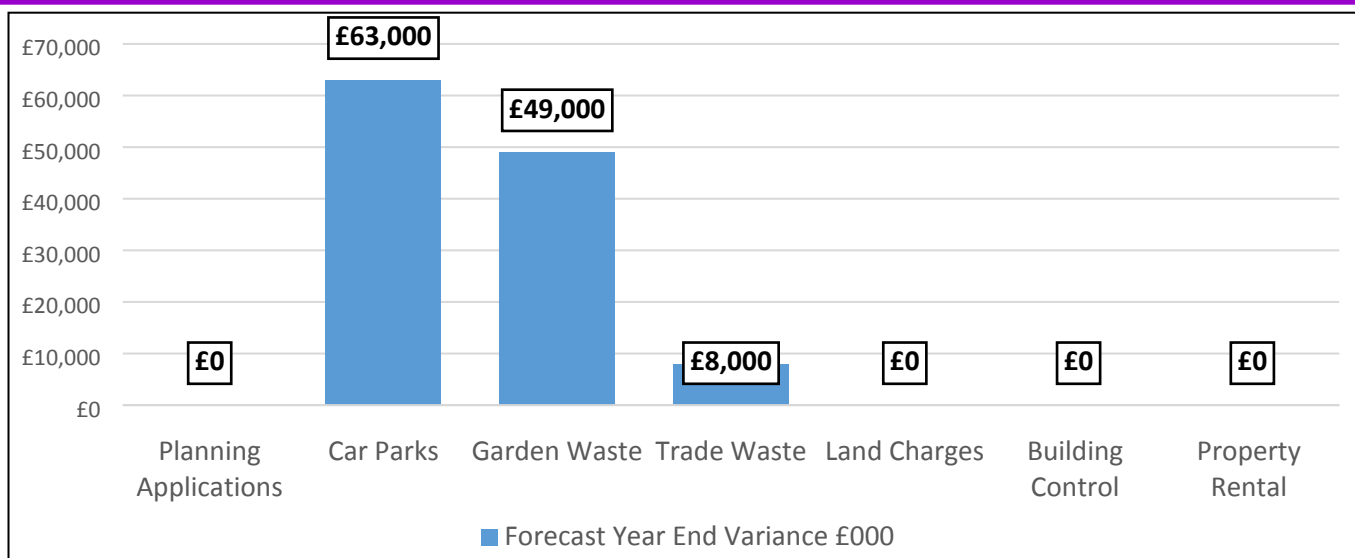 £70,000
£60,000
£50,000
£40,000
£30,000
£20,000
£10,000
£0
£0
£63,000
£49,000
£8,000
£0
£0
£0
Planning
Applications
Car Parks
Garden Waste
Trade Waste
Land Charges
Building
Control
Property
Rental
Forecast Year End Variance £000